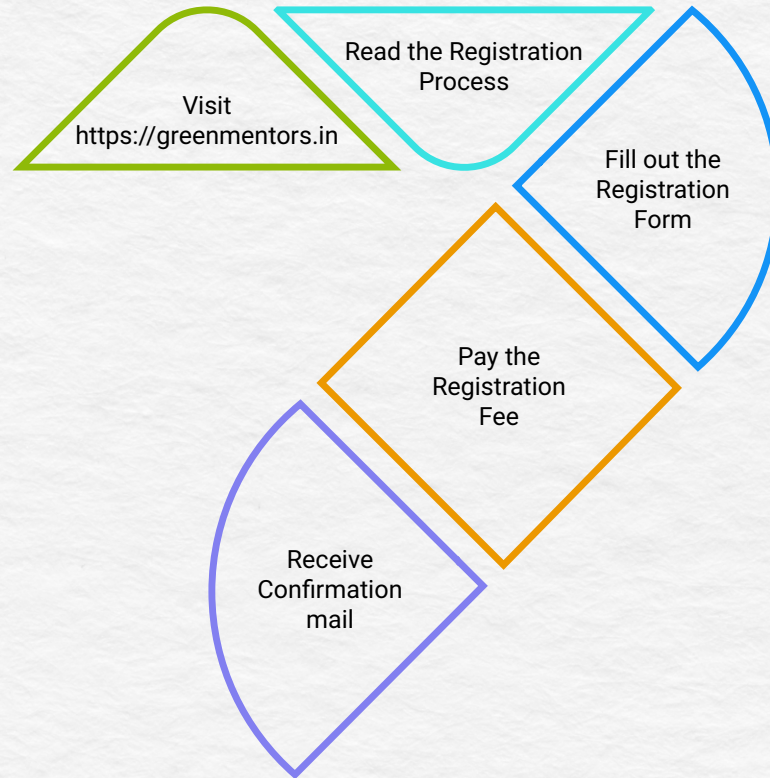 Visit
https://greenmentors.in
Read the Registration
Process
Fill out the
Registration
Form
Pay the
Registration
Fee
Receive
Confirmation
mail